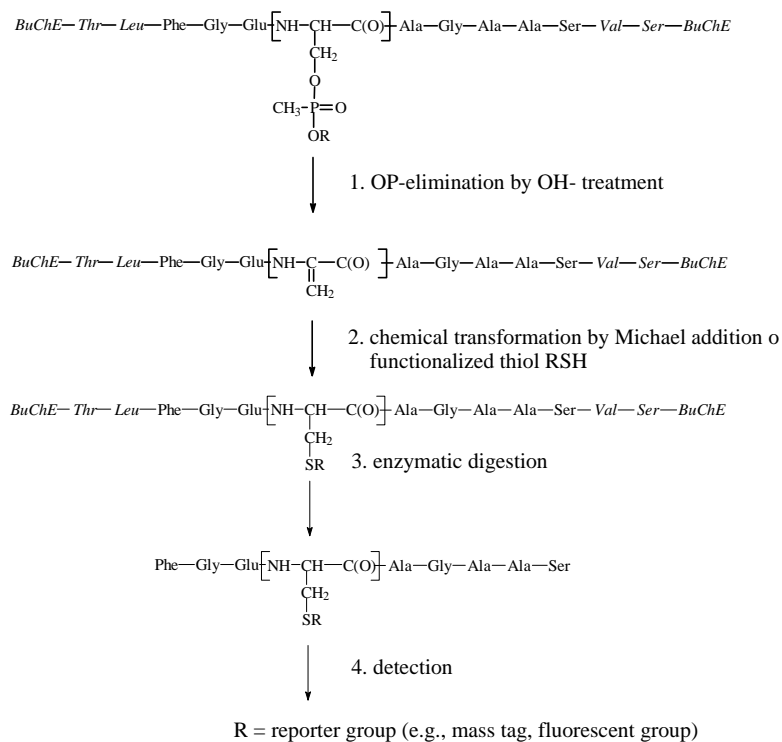 BuChE—Thr—Leu—Phe—Gly—Glu[NH—CH—C(O)]Ala—Gly—Ala—Ala—Ser—Val—Ser—BuChE
CH2
O
CH3—P=O
OR
1. OP-elimination by OH- treatment
BuChE—Thr—Leu—Phe—Gly—Glu[NH—C—C(O)]Ala—Gly—Ala—Ala—Ser—Val—Ser—BuChE
CH2
2. chemical transformation by Michael addition o
functionalized thiol RSH
BuChE—Thr—Leu—Phe—Gly—Glu[NH—CH—C(O)]Ala—Gly—Ala—Ala—Ser—Val—Ser—BuChE
CH2
SR
3. enzymatic digestion
Phe—Gly—Glu[NH—CH—C(O)]Ala—Gly—Ala—Ala—Ser
CH2
SR
4. detection
R = reporter group (e.g., mass tag, fluorescent group)